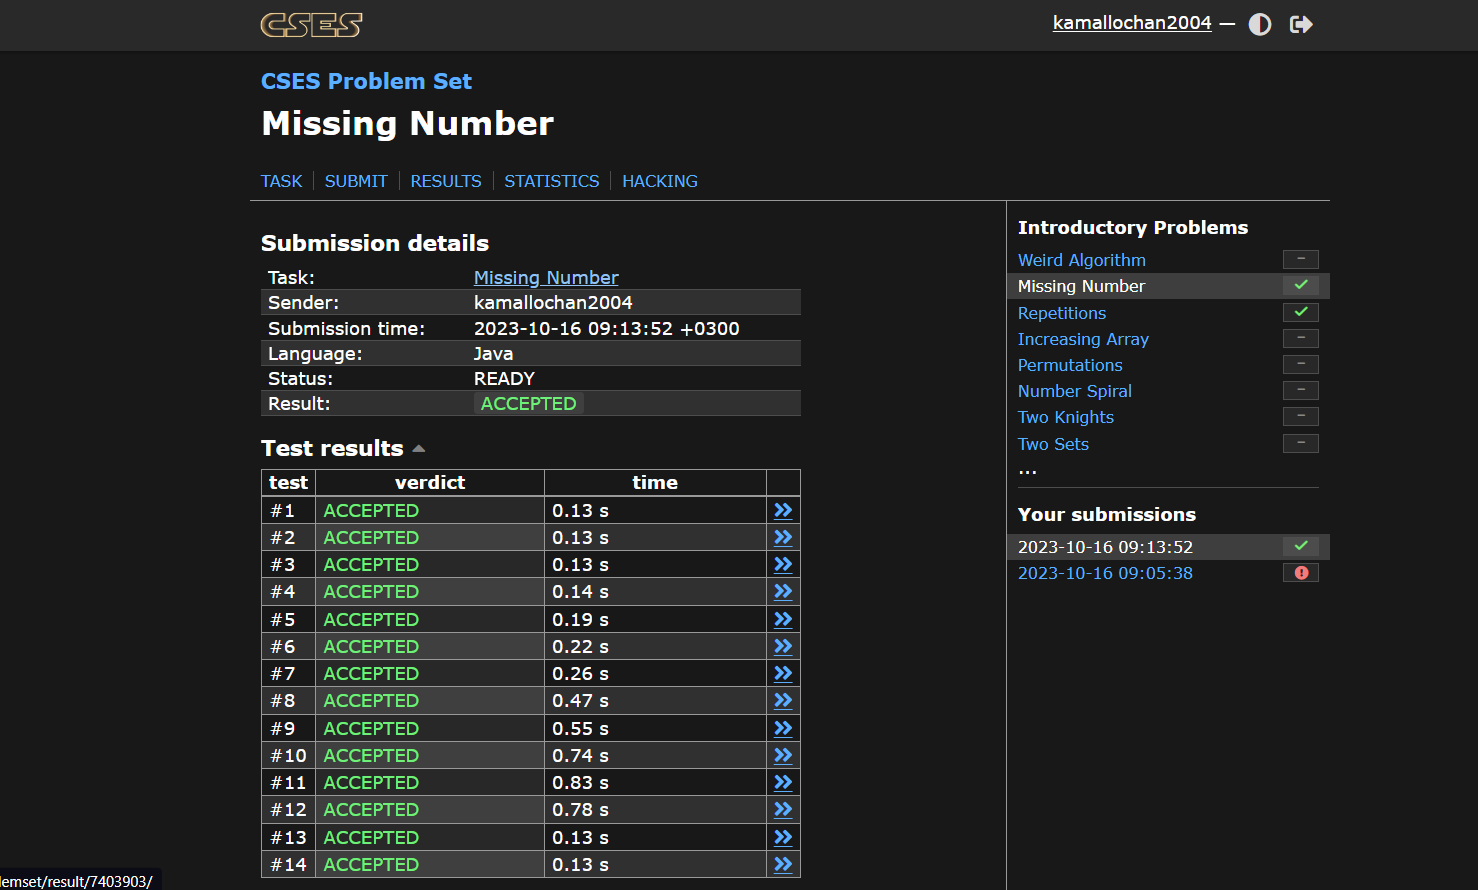 CSES
kamallochan2004 —
CSES Problem Set
Missing Number
TASK SUBMIT RESULTS STATISTICS HACKING
Submission details
Task: Missing Number
Sender: kamallochan2004
Submission time: 2023-10-16 09:13:52 +0300
Language: Java
Status: READY
Result: ACCEPTED
Test results
test verdict time
#1 ACCEPTED 0.13 s
#2 ACCEPTED 0.13 s
#3 ACCEPTED 0.13 s
#4 ACCEPTED 0.14 s
#5 ACCEPTED 0.19 s
#6 ACCEPTED 0.22 s
#7 ACCEPTED 0.26 s
#8 ACCEPTED 0.47 s
#9 ACCEPTED 0.55 s
#10 ACCEPTED 0.74 s
#11 ACCEPTED 0.83 s
#12 ACCEPTED 0.78 s
#13 ACCEPTED 0.13 s
#14 ACCEPTED 0.13 s
Introductory Problems
Weird Algorithm –
Missing Number
Repetitions
Increasing Array –
Permutations –
Number Spiral –
Two Knights –
Two Sets –
...
Your submissions
2023-10-16 09:13:52
2023-10-16 09:05:38
lemset/result/7403903/